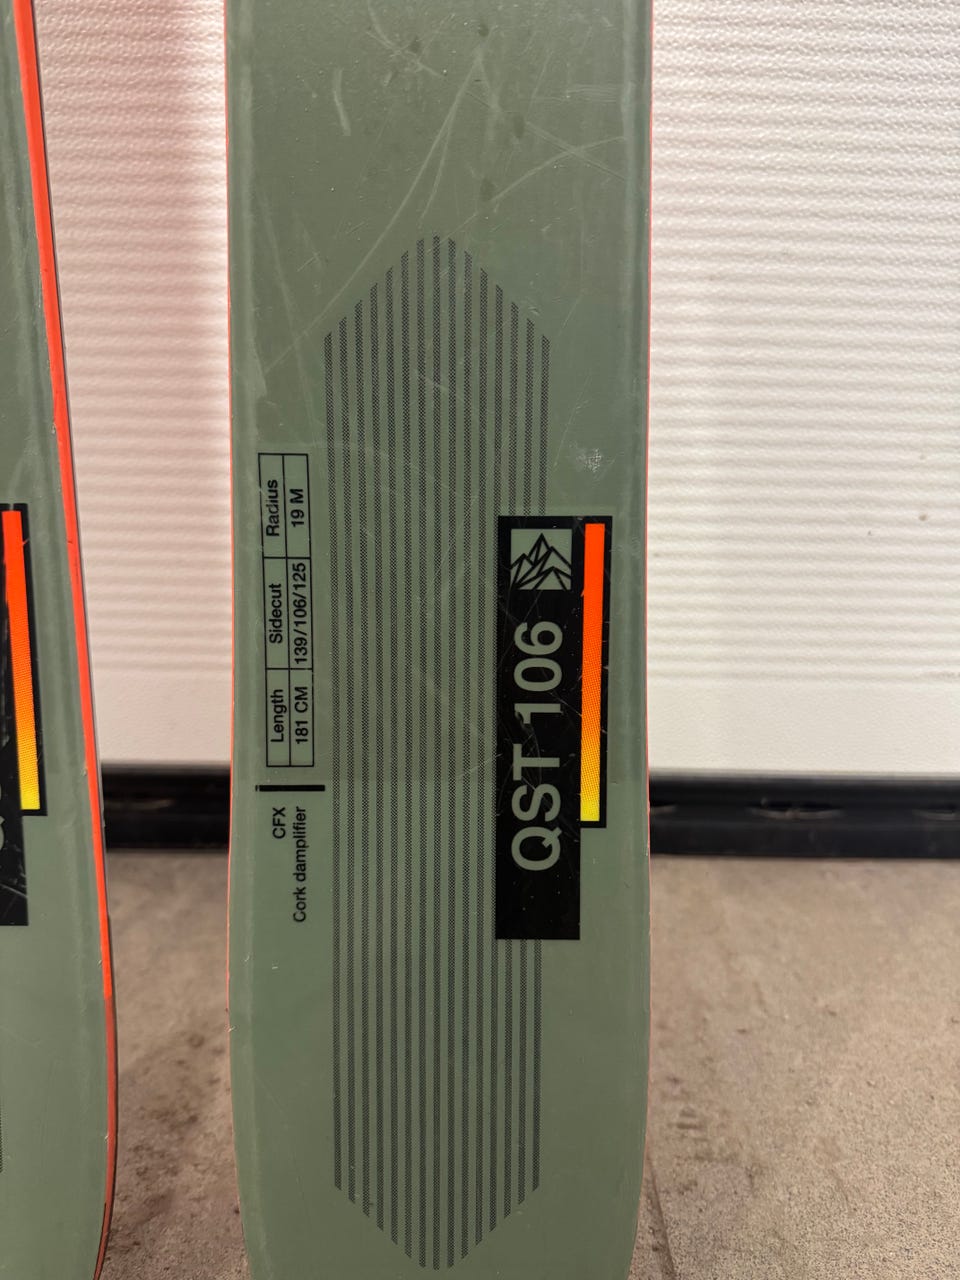 Length Sidecut Radius
181 CM 139/106/125 19 M
CFX
Cork damplifier
QST 106